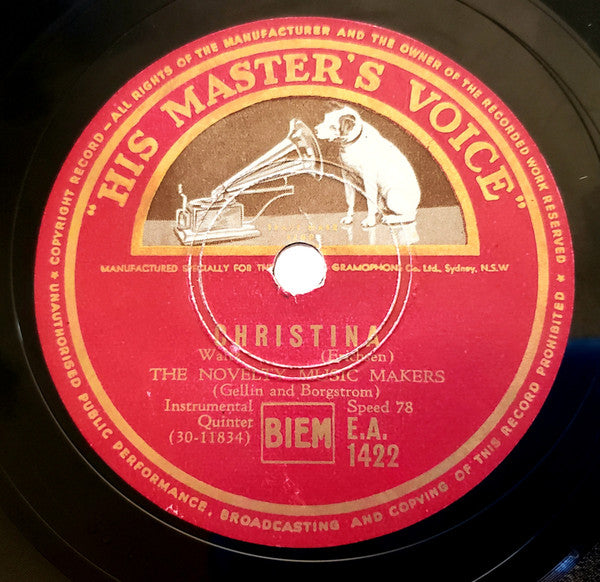 COPYRIGHT RECORD—ALL RIGHTS OF THE MANUFACTURER AND THE OWNER OF THE RECORDED WORK RESERVED
★ UNAUTHORISED PUBLIC PERFORMANCE, BROADCASTING AND COPYING OF THIS RECORD PROHIBITED ★
"HIS MASTER'S VOICE"
MANUFACTURED SPECIALLY FOR GRAMOPHONE Co. Ltd., Sydney, N.S.W
CHRISTINA
(Erichsen)
THE NOVELTY MUSIC MAKERS
(Gellin and Borgstrom)
Instrumental BIEM Speed 78
Quintet E.A.
(30-11834) 1422